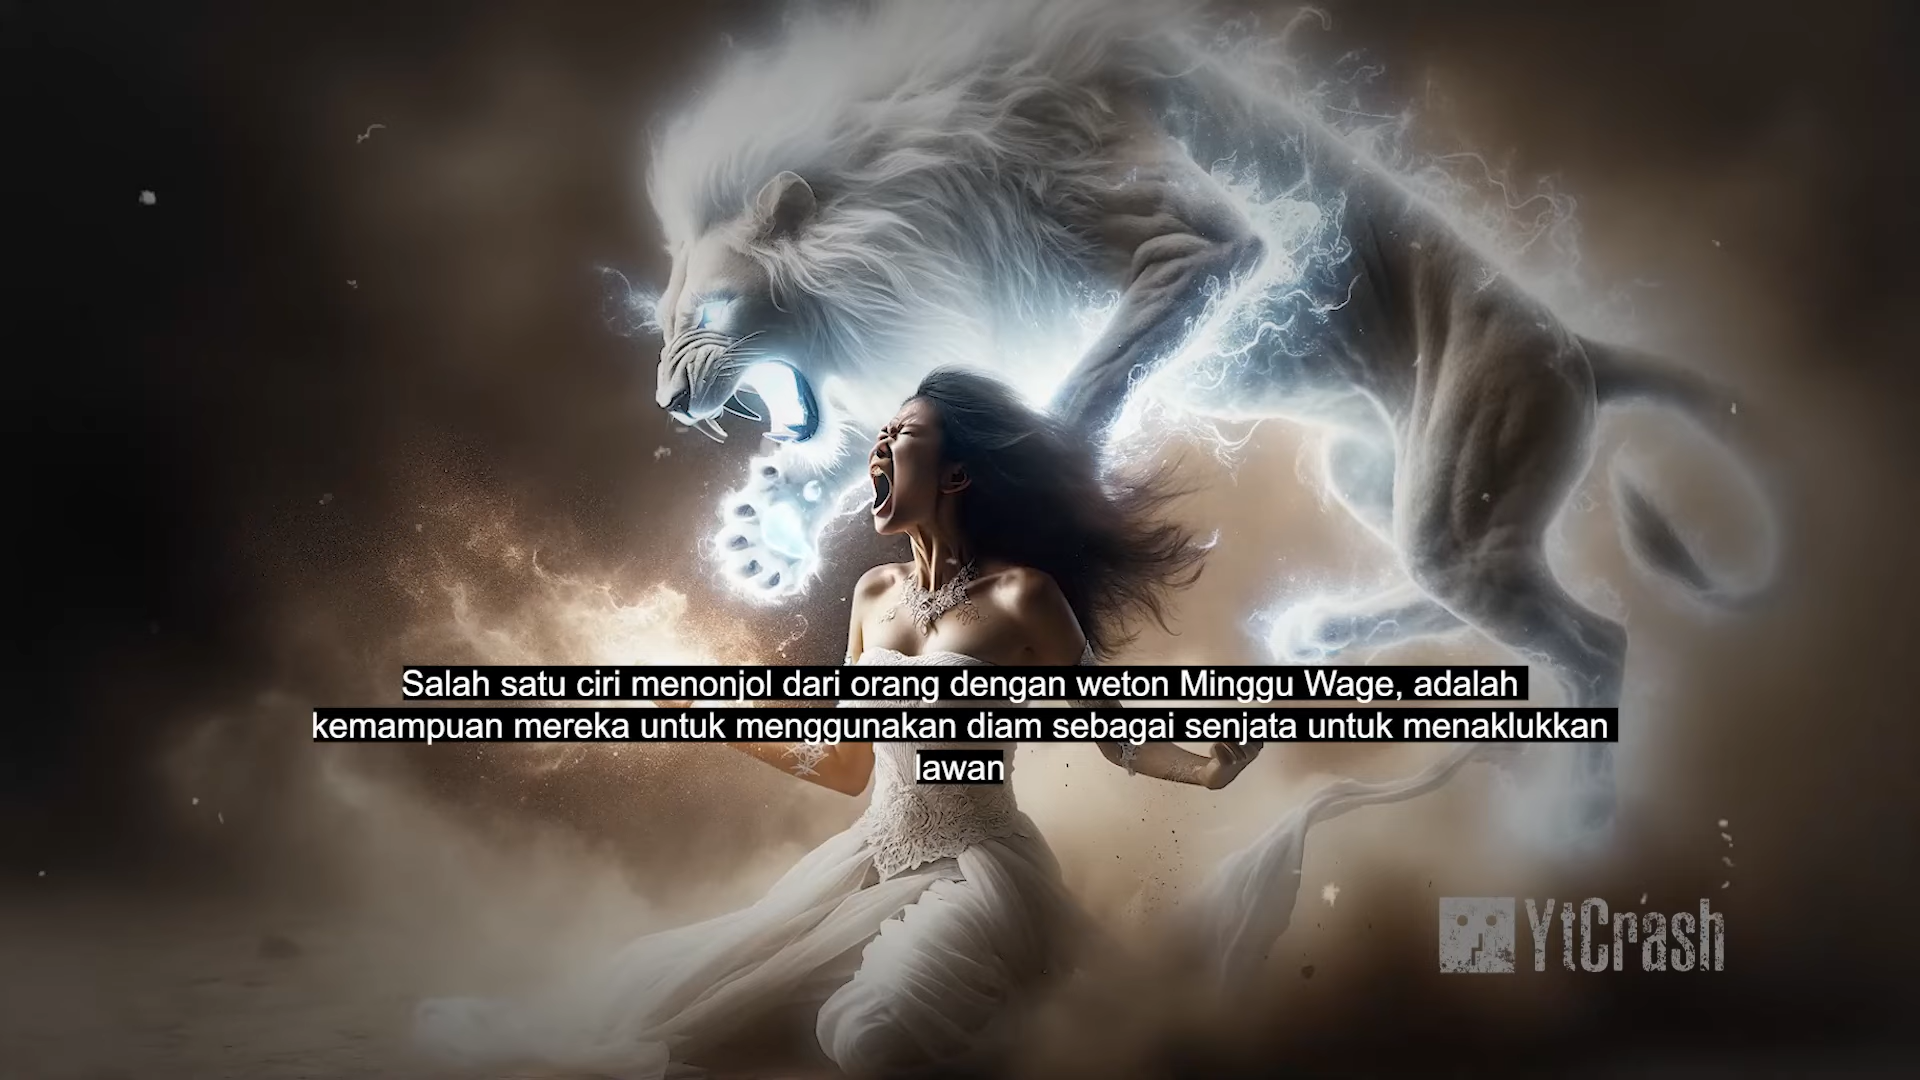 Salah satu ciri menonjol dari orang dengan weton Minggu Wage, adalah
kemampuan mereka untuk menggunakan diam sebagai senjata untuk menaklukkan
lawan
YtCrash